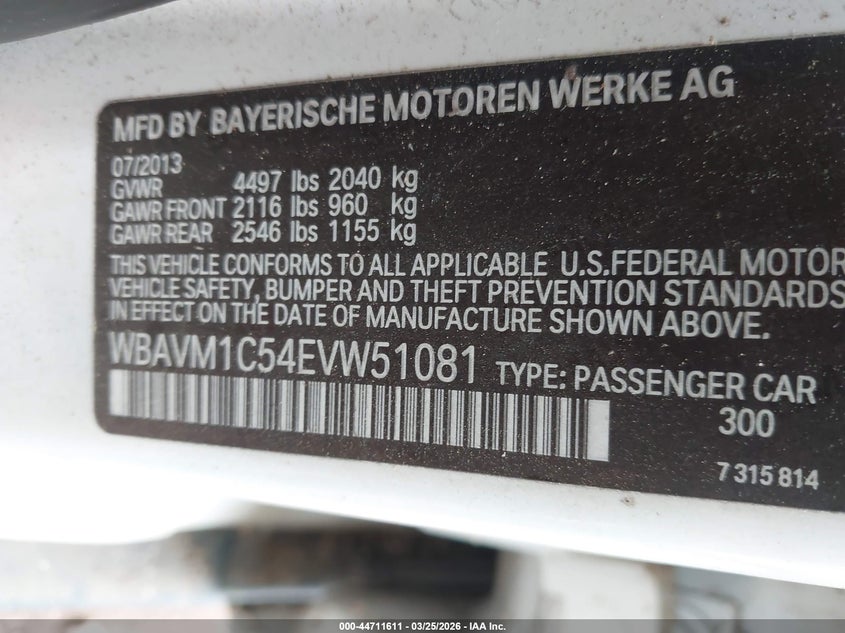 MFD BY BAYERISCHE MOTOREN WERKE AG
07/2013
GVWR 4497 lbs 2040 kg
GAWR FRONT 2116 lbs 960 kg
GAWR REAR 2546 lbs 1155 kg
THIS VEHICLE CONFORMS TO ALL APPLICABLE U.S.FEDERAL MOTOR
VEHICLE SAFETY, BUMPER AND THEFT PREVENTION STANDARDS
IN EFFECT ON THE DATE OF MANUFACTURE SHOWN ABOVE.
WBAVM1C54EVW51081 TYPE: PASSENGER CAR
300
7 315 814
000-44711611 — 03/25/2026 — IAA Inc.